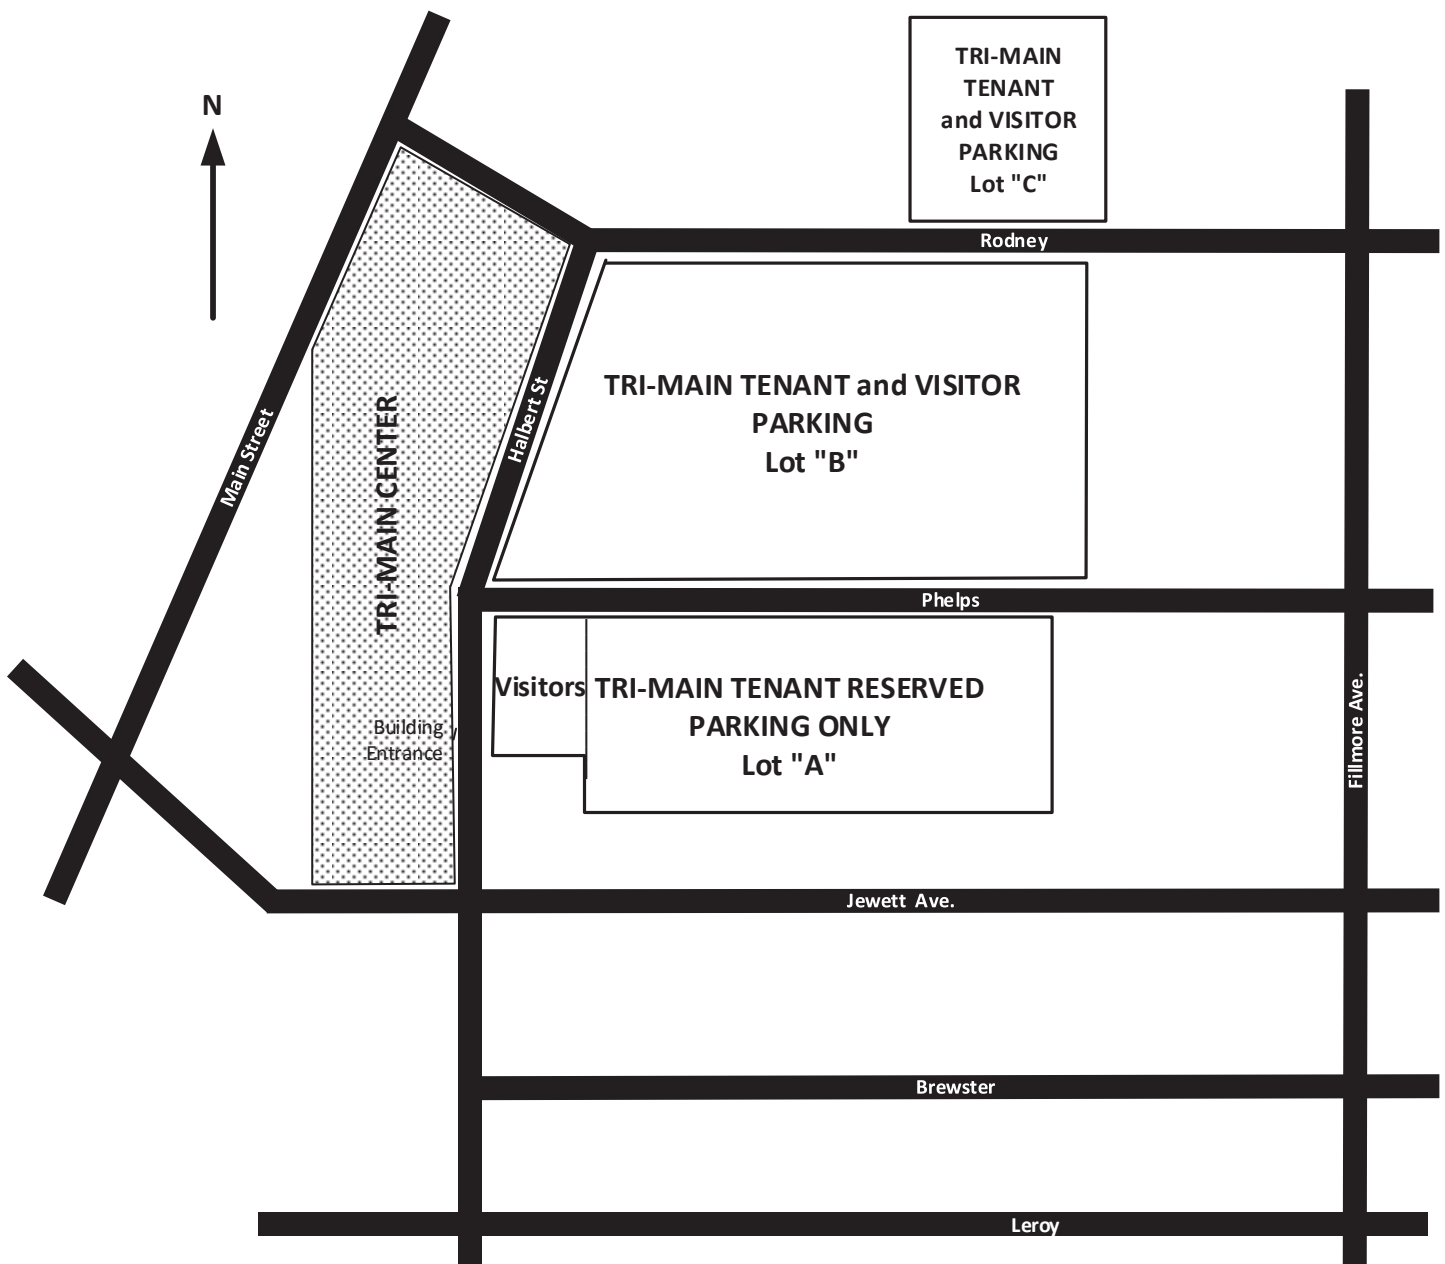 N
TRI-MAIN
TENANT
and VISITOR
PARKING
Lot "C"
Rodney
TRI-MAIN TENANT and VISITOR
PARKING
Lot "B"
Halbert St
Main Street
TRI-MAIN CENTER
Phelps
Visitors
TRI-MAIN TENANT RESERVED
PARKING ONLY
Lot "A"
Building
Entrance
Fillmore Ave.
Jewett Ave.
Brewster
Leroy